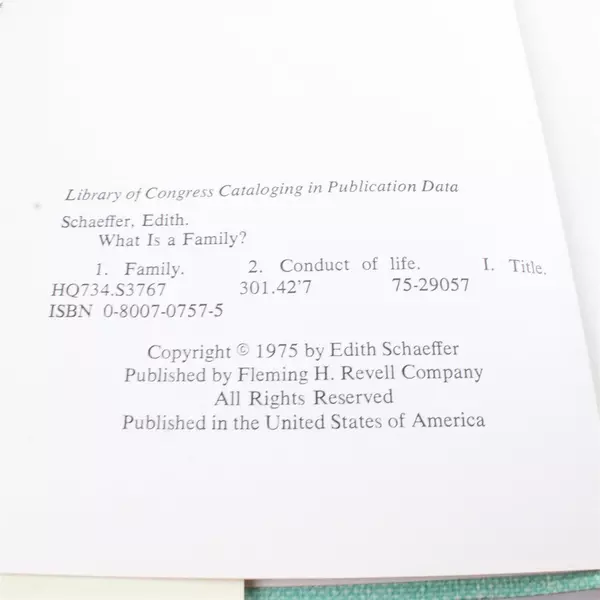 Library of Congress Cataloging in Publication Data
Schaeffer, Edith.
What Is a Family?
1. Family. 2. Conduct of life. I. Title.
HQ734.S3767 301.42'7 75-29057
ISBN 0-8007-0757-5
Copyright © 1975 by Edith Schaeffer
Published by Fleming H. Revell Company
All Rights Reserved
Published in the United States of America